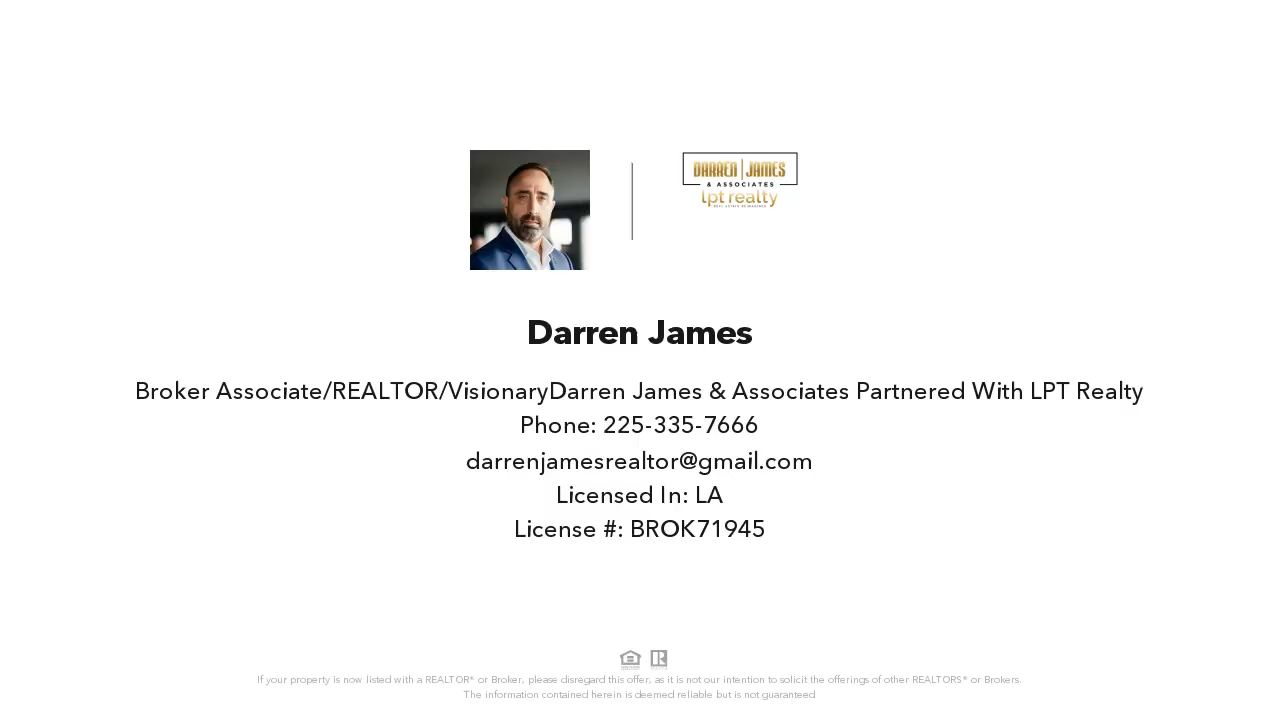 DARREN JAMES
& ASSOCIATES
lpt realty
REAL ESTATE REIMAGINED
Darren James
Broker Associate/REALTOR/VisionaryDarren James & Associates Partnered With LPT Realty
Phone: 225-335-7666
darrenjamesrealtor@gmail.com
Licensed In: LA
License #: BROK71945
If your property is now listed with a REALTOR® or Broker, please disregard this offer, as it is not our intention to solicit the offerings of other REALTORS® or Brokers.
The information contained herein is deemed reliable but is not guaranteed